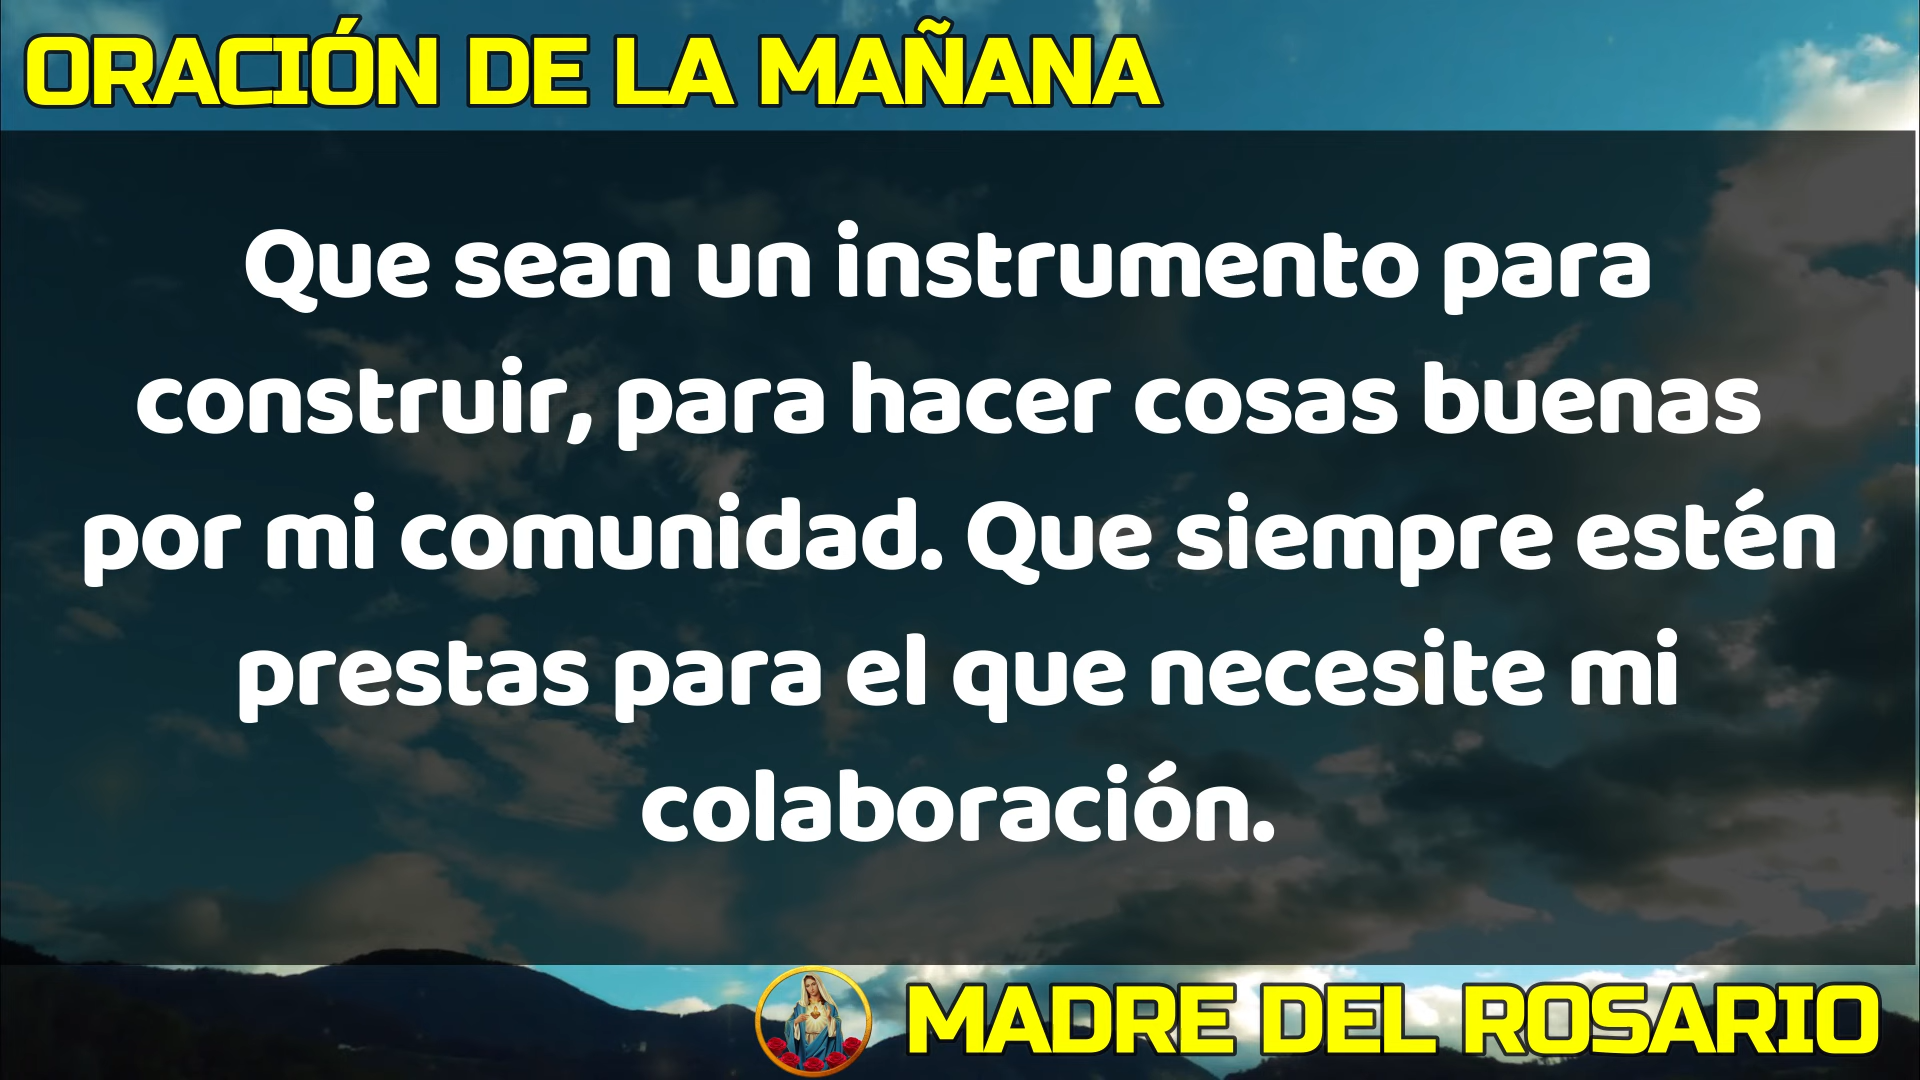 ORACIÓN DE LA MAÑANA
Que sean un instrumento para
construir, para hacer cosas buenas
por mi comunidad. Que siempre estén
prestas para el que necesite mi
colaboración.
MADRE DEL ROSARIO